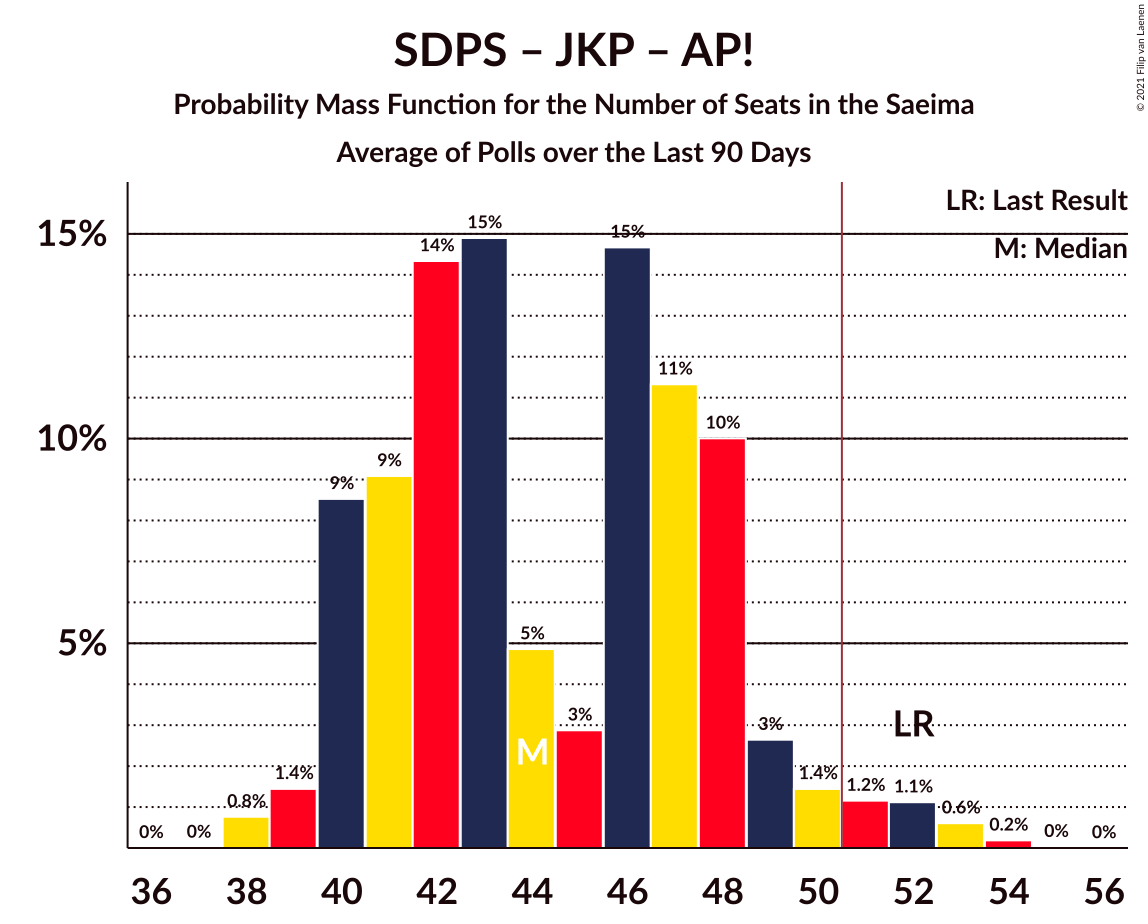 SDPS – JKP – AP!
Probability Mass Function for the Number of Seats in the Saeima
Average of Polls over the Last 90 Days
© 2021 Filip van Laenen
LR: Last Result
M: Median
15%
10%
5%
0%
0%
0.8%
1.4%
9%
9%
14%
15%
5%
3%
15%
11%
10%
3%
1.4%
1.2%
1.1%
0.6%
0.2%
0%
0%
M
LR
36 38 40 42 44 46 48 50 52 54 56